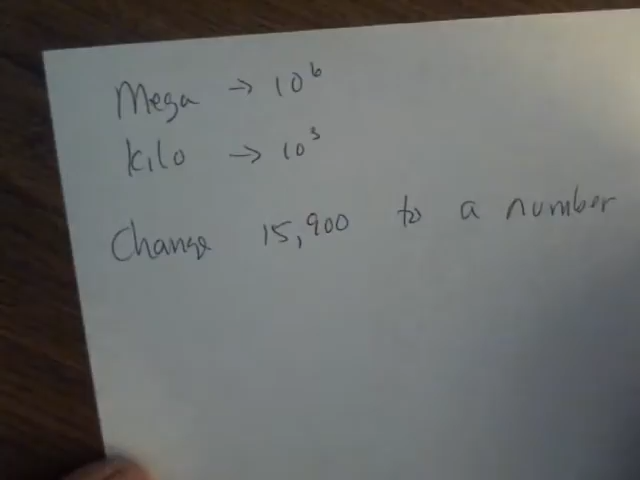 Mega → 10⁶
kilo → 10³
Change 15,900 to a number